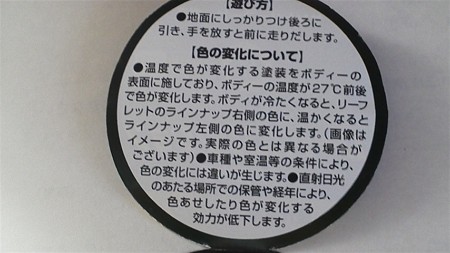 【遊び方】
●地面にしっかりつけ後ろに
引き、手を放すと前に走りだします。
【色の変化について】
●温度で色が変化する塗装をボディーの
表面に施しており、ボディーの温度が27℃前後
で色が変化します。ボディが冷たくなると、リーフ
レットのラインナップ右側の色に、温かくなると
ラインナップ左側の色に変化します。(画像は
イメージです。実際の色とは異なる場合が
ございます)●車種や室温等の条件により、
色の変化には違いが生じます。●直射日光
のあたる場所での保管や経年により、
色あせしたり色が変化する
効力が低下します。